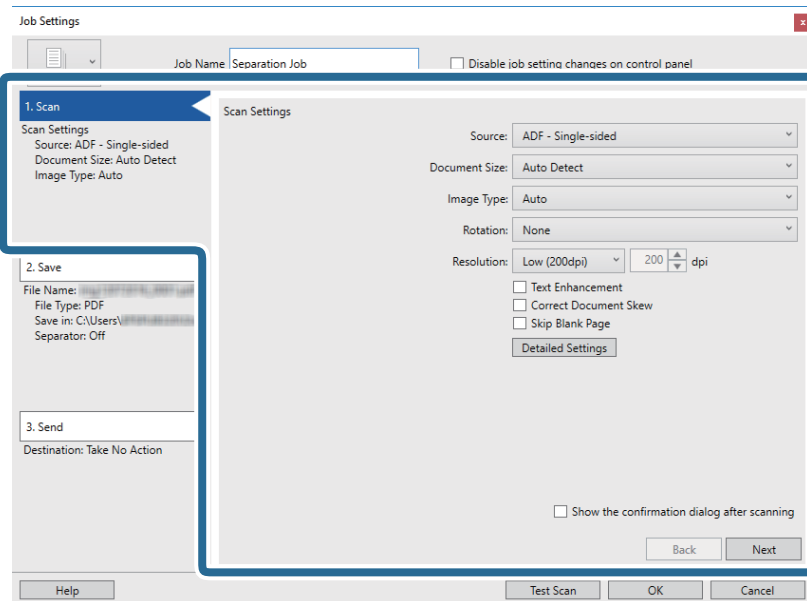 Job Settings
x
Job Name Separation Job
Disable job setting changes on control panel
1. Scan
Scan Settings
Source: ADF - Single-sided
Document Size: Auto Detect
Image Type: Auto
2. Save
File Name:
File Type: PDF
Save in: C:\Users\
Separator: Off
3. Send
Destination: Take No Action
Scan Settings
Source: ADF - Single-sided
Document Size: Auto Detect
Image Type: Auto
Rotation: None
Resolution: Low (200dpi) 200 dpi
Text Enhancement
Correct Document Skew
Skip Blank Page
Detailed Settings
Show the confirmation dialog after scanning
Back Next
Help Test Scan OK Cancel